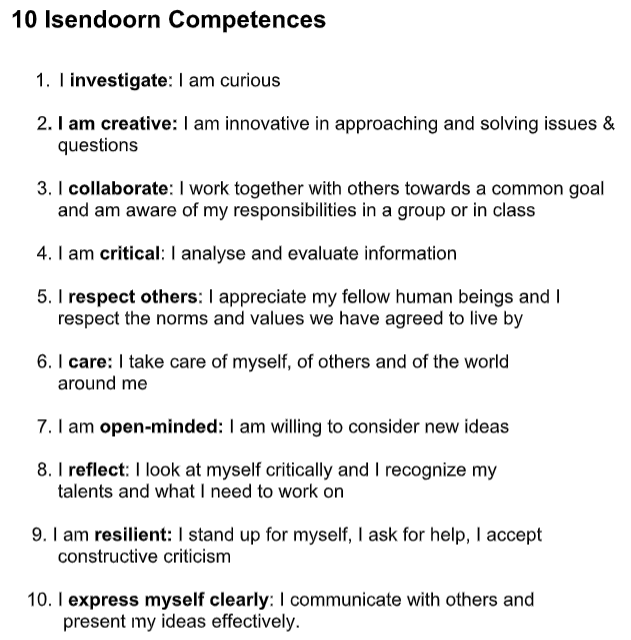 10 Isendoorn Competences
1. I investigate: I am curious
2. I am creative: I am innovative in approaching and solving issues &
questions
3. I collaborate: I work together with others towards a common goal
and am aware of my responsibilities in a group or in class
4. I am critical: I analyse and evaluate information
5. I respect others: I appreciate my fellow human beings and I
respect the norms and values we have agreed to live by
6. I care: I take care of myself, of others and of the world
around me
7. I am open-minded: I am willing to consider new ideas
8. I reflect: I look at myself critically and I recognize my
talents and what I need to work on
9. I am resilient: I stand up for myself, I ask for help, I accept
constructive criticism
10. I express myself clearly: I communicate with others and
present my ideas effectively.